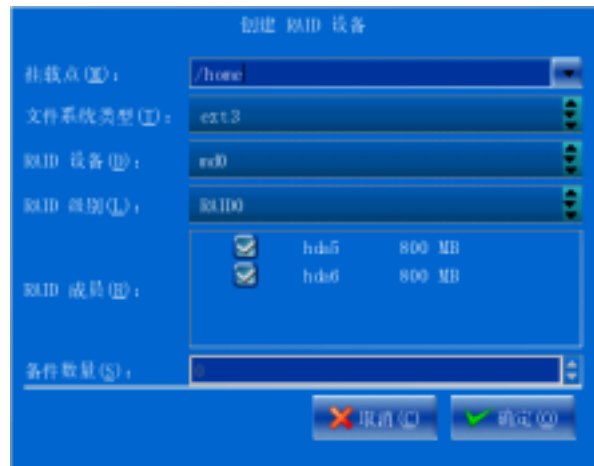 创建 RAID 设备
挂载点(M): /home
文件系统类型(T): ext3
RAID 设备(D): md0
RAID 级别(L): RAID0
hda5 800 MB
hda6 800 MB
RAID 成员(R):
备件数量(S): 0
取消(C) 确定(O)